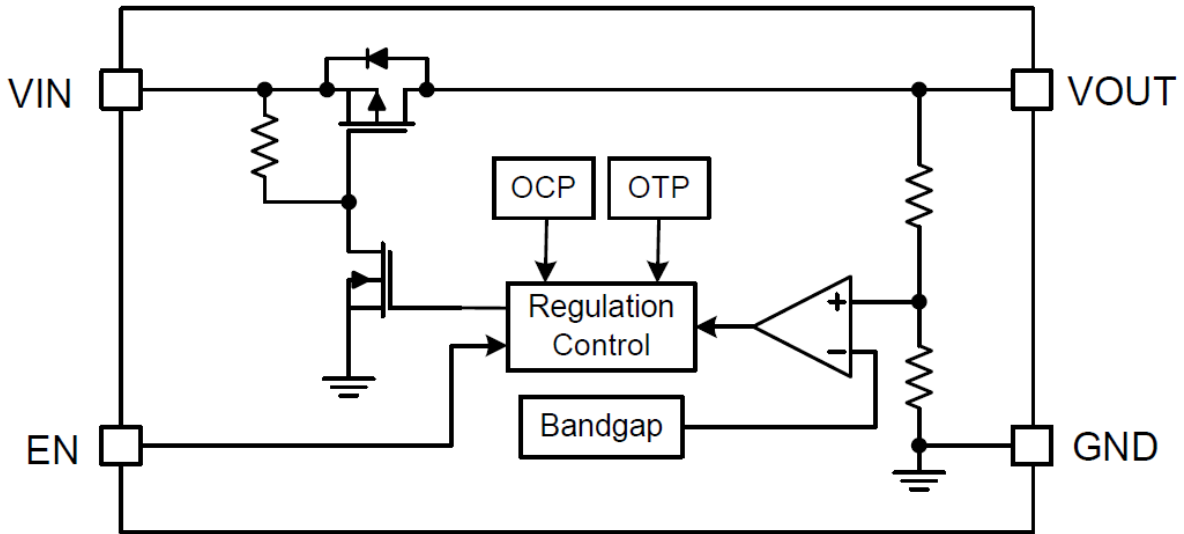 VIN
VOUT
OCP
OTP
Regulation
Control
+
−
Bandgap
EN
GND